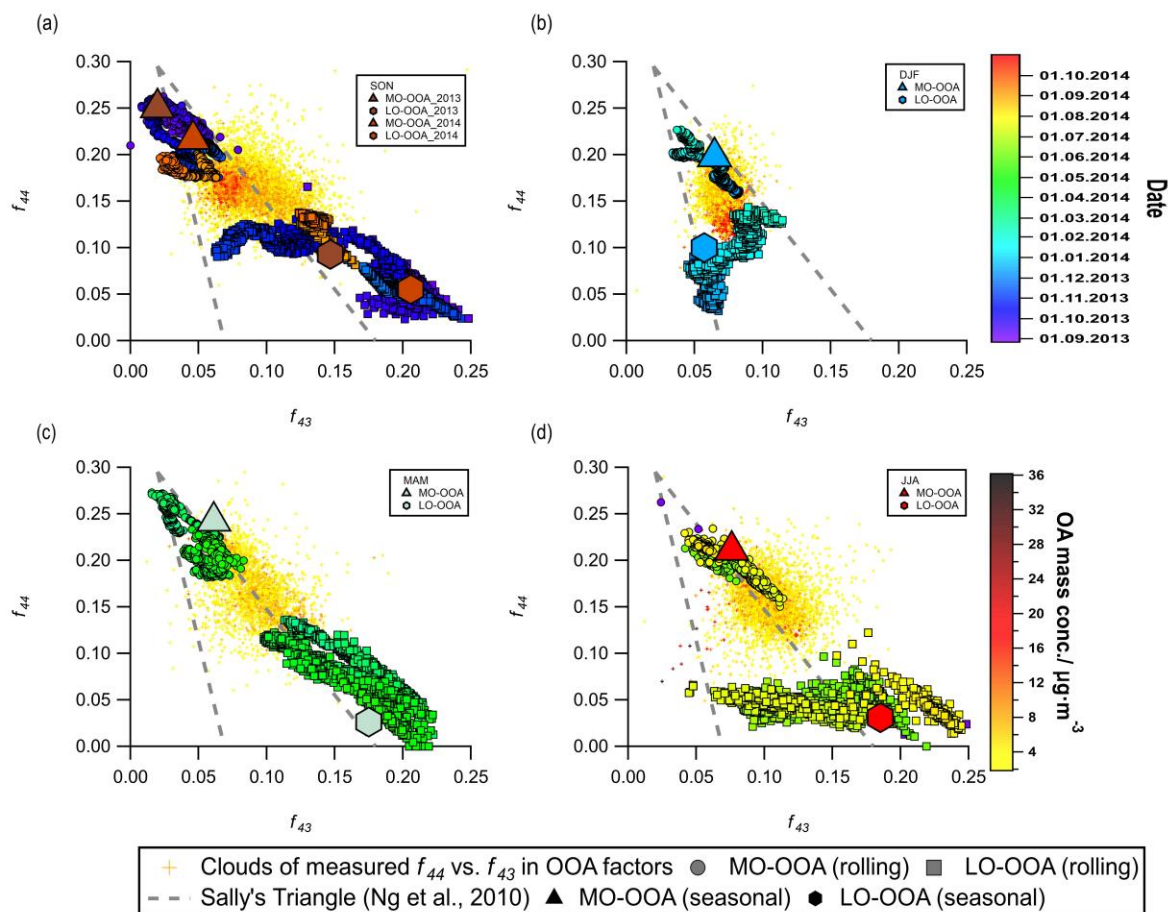 (a)
0.30
0.25
0.20
0.15
0.10
0.05
0.00
f44
0.00 0.05 0.10 0.15 0.20 0.25
f43
SON
MO-OOA_2013
LO-OOA_2013
MO-OOA_2014
LO-OOA_2014
(b)
0.30
0.25
0.20
0.15
0.10
0.05
0.00
f44
0.00 0.05 0.10 0.15 0.20 0.25
f43
DJF
MO-OOA
LO-OOA
01.10.2014
01.09.2014
01.08.2014
01.07.2014
01.06.2014
01.05.2014
01.04.2014
01.03.2014
01.02.2014
01.01.2014
01.12.2013
01.11.2013
01.10.2013
01.09.2013
Date
(c)
0.30
0.25
0.20
0.15
0.10
0.05
0.00
f44
0.00 0.05 0.10 0.15 0.20 0.25
f43
MAM
MO-OOA
LO-OOA
(d)
0.30
0.25
0.20
0.15
0.10
0.05
0.00
f44
0.00 0.05 0.10 0.15 0.20 0.25
f43
JJA
MO-OOA
LO-OOA
36
32
28
24
20
16
12
8
4
OA mass conc./ µg·m⁻³
Clouds of measured f44 vs. f43 in OOA factors MO-OOA (rolling) LO-OOA (rolling)
Sally's Triangle (Ng et al., 2010) MO-OOA (seasonal) LO-OOA (seasonal)